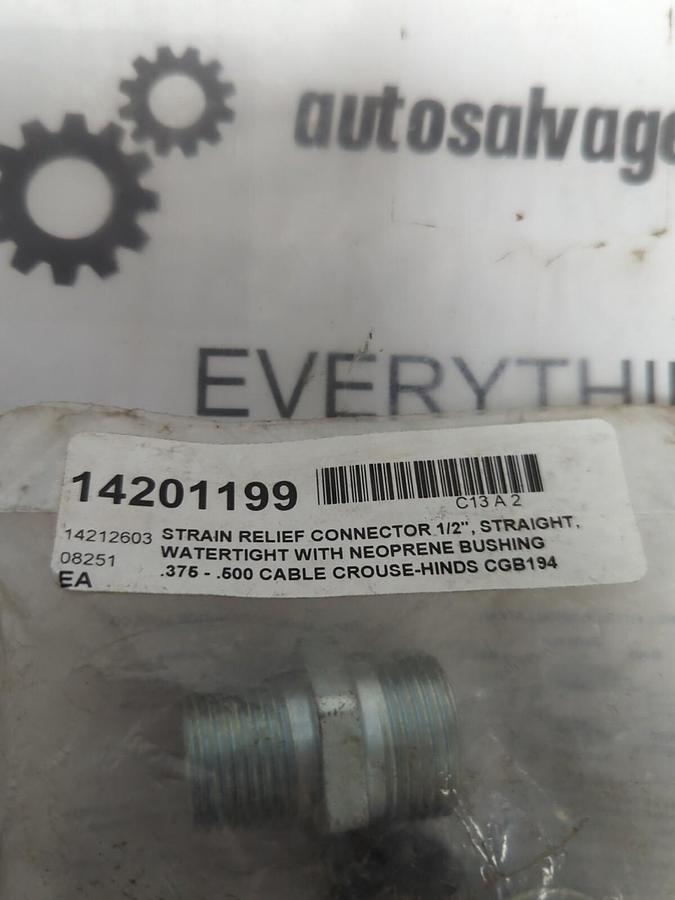 autosalvage
EVERYTHI
14201199
C13 A 2
14212603 STRAIN RELIEF CONNECTOR 1/2", STRAIGHT,
08251 WATERTIGHT WITH NEOPRENE BUSHING
EA .375 - .500 CABLE CROUSE-HINDS CGB194